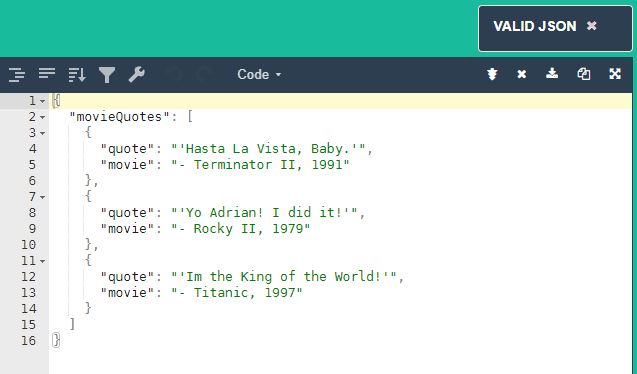 VALID JSON ✖
Code
1 {
2 "movieQuotes": [
3 {
4 "quote": "'Hasta La Vista, Baby.'",
5 "movie": "- Terminator II, 1991"
6 },
7 {
8 "quote": "'Yo Adrian! I did it!'",
9 "movie": "- Rocky II, 1979"
10 },
11 {
12 "quote": "'Im the King of the World!'",
13 "movie": "- Titanic, 1997"
14 }
15 ]
16 }